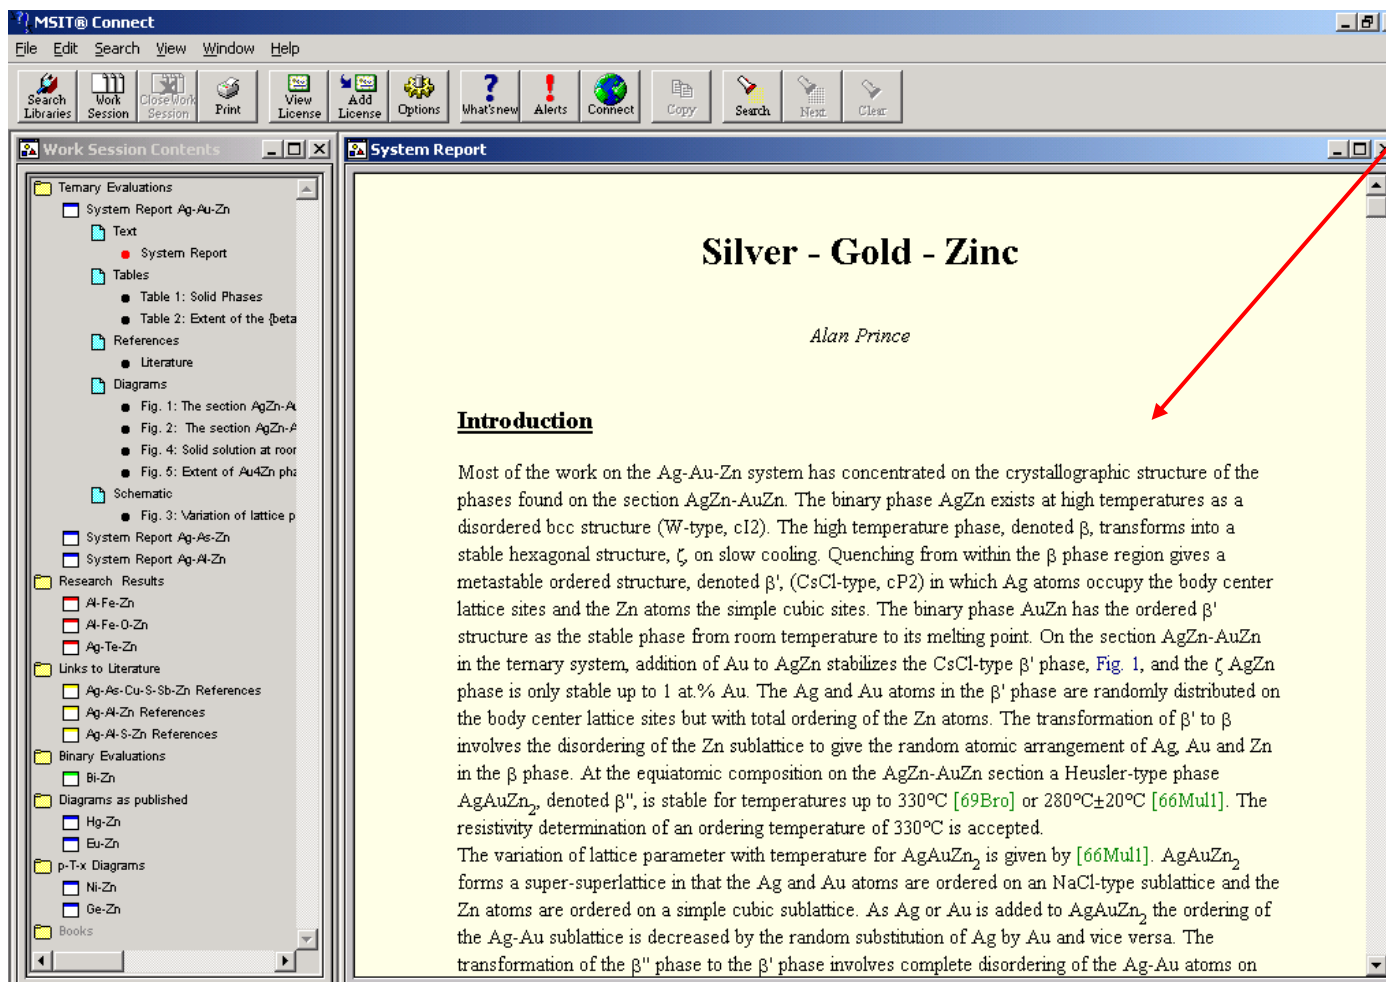 MSIT® Connect
File Edit Search View Window Help
Search Libraries
Work Session
Close Work Session
Print
View License
Add License
Options
What's new
Alerts
Connect
Copy
Search
Next
Clear
Work Session Contents
Ternary Evaluations
System Report Ag-Au-Zn
Text
System Report
Tables
Table 1: Solid Phases
Table 2: Extent of the {beta
References
Literature
Diagrams
Fig. 1: The section AgZn-Au
Fig. 2: The section AgZn-A
Fig. 4: Solid solution at roor
Fig. 5: Extent of Au4Zn pha
Schematic
Fig. 3: Variation of lattice p
System Report Ag-As-Zn
System Report Ag-Al-Zn
Research Results
Al-Fe-Zn
Al-Fe-O-Zn
Ag-Te-Zn
Links to Literature
Ag-As-Cu-S-Sb-Zn References
Ag-Al-Zn References
Ag-Al-S-Zn References
Binary Evaluations
Bi-Zn
Diagrams as published
Hg-Zn
Eu-Zn
p-T-x Diagrams
Ni-Zn
Ge-Zn
Books
System Report
Silver - Gold - Zinc
Alan Prince
Introduction
Most of the work on the Ag-Au-Zn system has concentrated on the crystallographic structure of the
phases found on the section AgZn-AuZn. The binary phase AgZn exists at high temperatures as a
disordered bcc structure (W-type, cI2). The high temperature phase, denoted β, transforms into a
stable hexagonal structure, ζ, on slow cooling. Quenching from within the β phase region gives a
metastable ordered structure, denoted β', (CsCl-type, cP2) in which Ag atoms occupy the body center
lattice sites and the Zn atoms the simple cubic sites. The binary phase AuZn has the ordered β'
structure as the stable phase from room temperature to its melting point. On the section AgZn-AuZn
in the ternary system, addition of Au to AgZn stabilizes the CsCl-type β' phase, Fig. 1, and the ζ AgZn
phase is only stable up to 1 at.% Au. The Ag and Au atoms in the β' phase are randomly distributed on
the body center lattice sites but with total ordering of the Zn atoms. The transformation of β' to β
involves the disordering of the Zn sublattice to give the random atomic arrangement of Ag, Au and Zn
in the β phase. At the equiatomic composition on the AgZn-AuZn section a Heusler-type phase
AgAuZn₂, denoted β", is stable for temperatures up to 330°C [69Bro] or 280°C±20°C [66Mul1]. The
resistivity determination of an ordering temperature of 330°C is accepted.
The variation of lattice parameter with temperature for AgAuZn₂ is given by [66Mul1]. AgAuZn₂
forms a super-superlattice in that the Ag and Au atoms are ordered on an NaCl-type sublattice and the
Zn atoms are ordered on a simple cubic sublattice. As Ag or Au is added to AgAuZn₂ the ordering of
the Ag-Au sublattice is decreased by the random substitution of Ag by Au and vice versa. The
transformation of the β" phase to the β' phase involves complete disordering of the Ag-Au atoms on